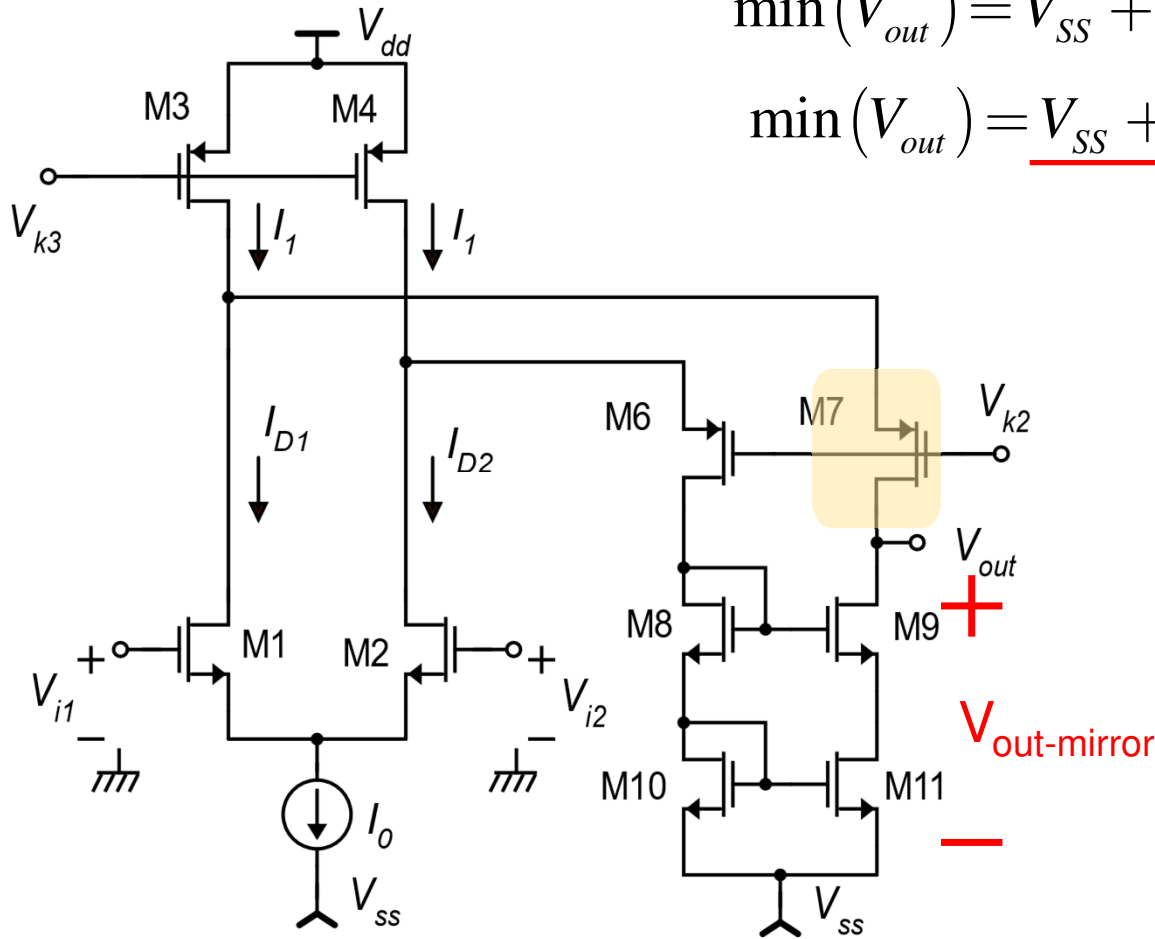 min(V_out) = V_SS +
min(V_out) = V_SS +
V_dd
M3
M4
V_k3
I_1
I_1
M6
M7
V_k2
I_D1
I_D2
V_out
M8
M9
+
M1
M2
+
V_i1
+
V_i2
−
−
V_out-mirror
M10
M11
I_0
−
V_ss
V_ss